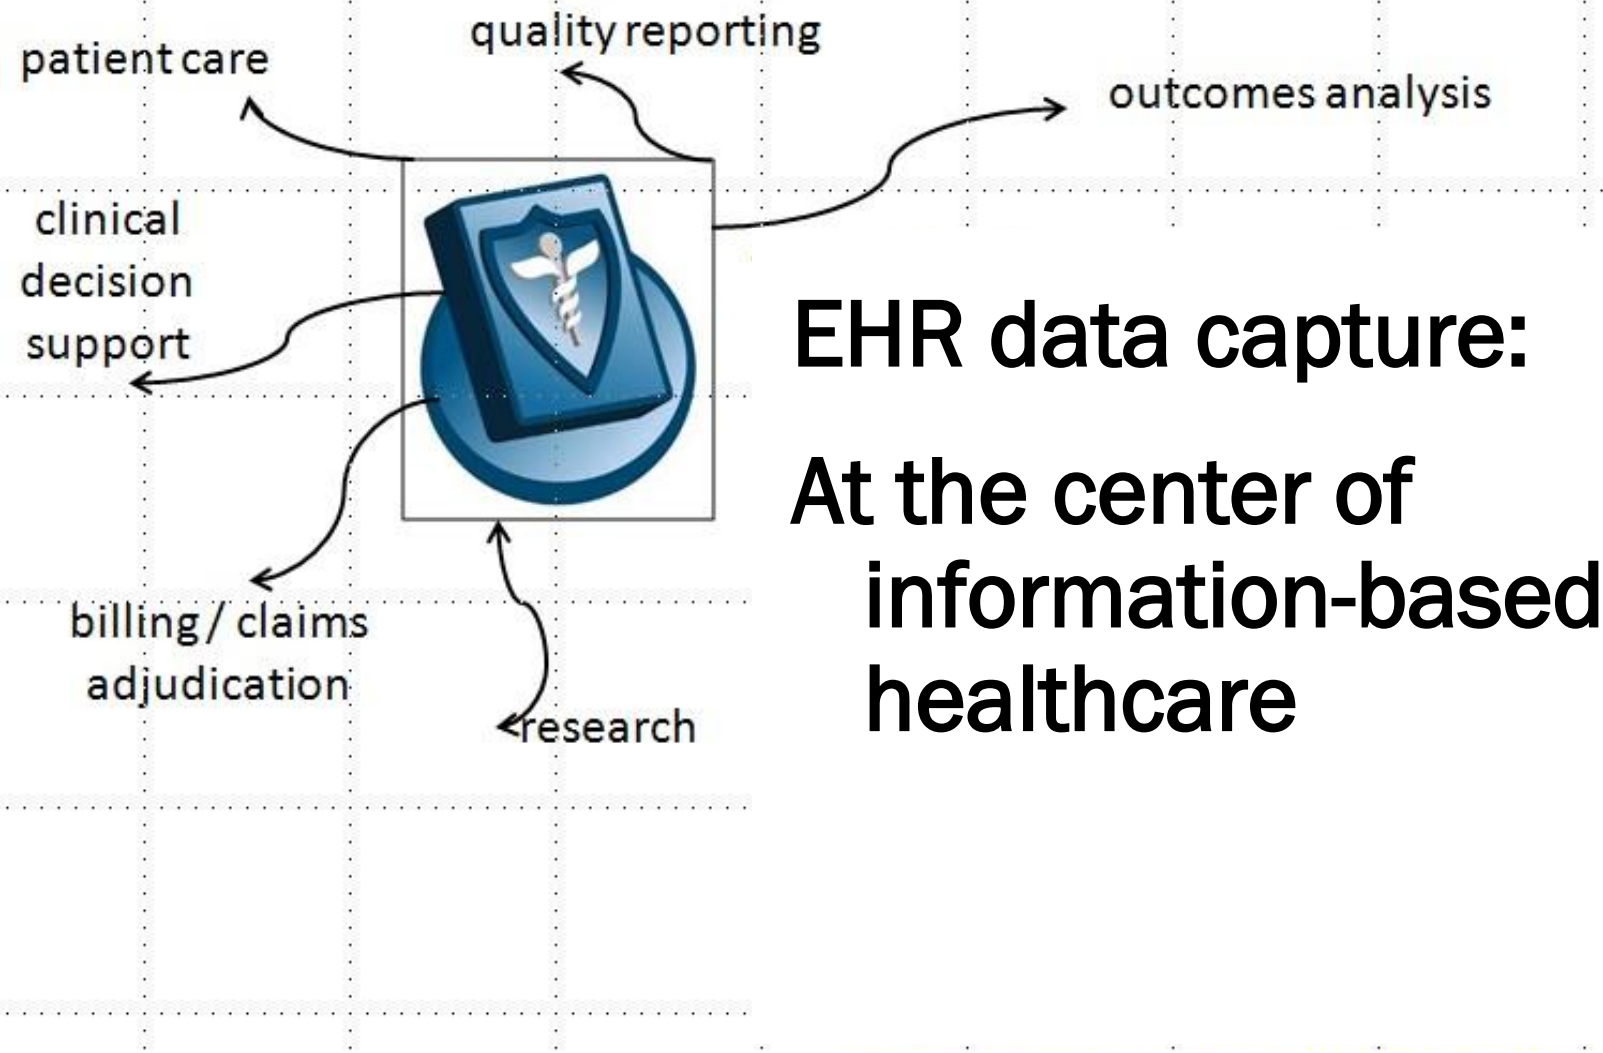 patient care
quality reporting
outcomes analysis
clinical
decision
support
EHR data capture:
At the center of
information-based
healthcare
billing / claims
adjudication
research